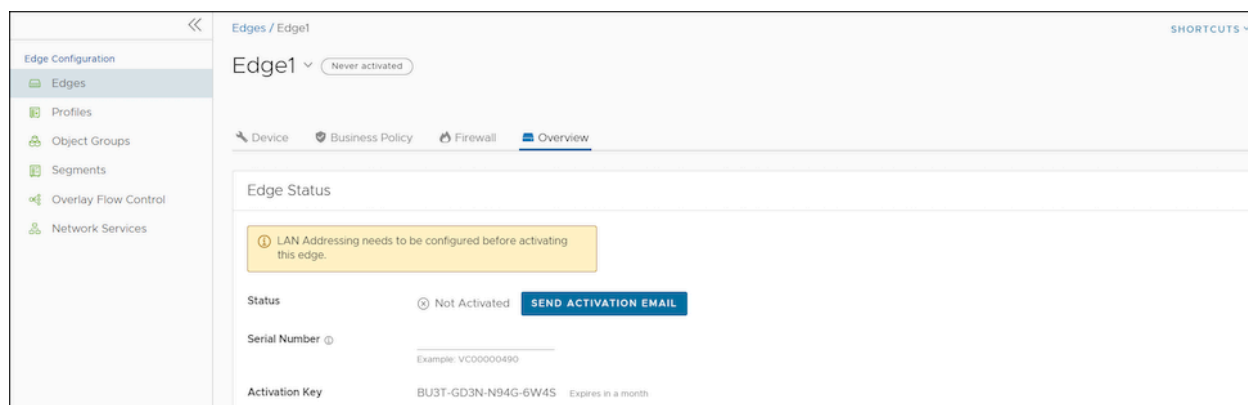 Edges / Edge1
SHORTCUTS
Edge Configuration
Edge1
Never activated
Edges
Profiles
Object Groups
Segments
Overlay Flow Control
Network Services
Device
Business Policy
Firewall
Overview
Edge Status
LAN Addressing needs to be configured before activating
this edge.
Status
Not Activated
SEND ACTIVATION EMAIL
Serial Number
Example: VC00000490
Activation Key
BU3T-GD3N-N94G-6W4S
Expires in a month